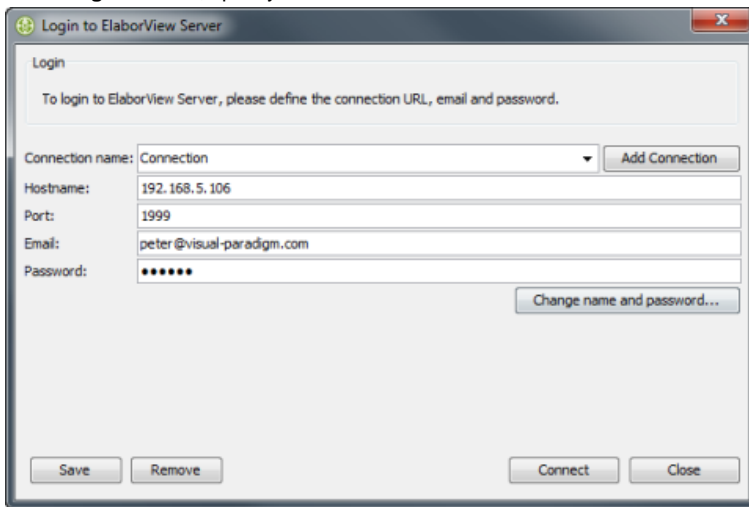 Login to ElaborView Server
Login
To login to ElaborView Server, please define the connection URL, email and password.
Connection name: Connection Add Connection
Hostname: 192.168.5.106
Port: 1999
Email: peter@visual-paradigm.com
Password: ••••••
Change name and password...
Save Remove Connect Close